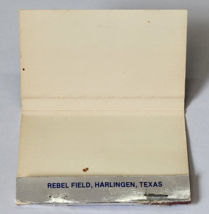 REBEL FIELD, HARLINGEN, TEXAS